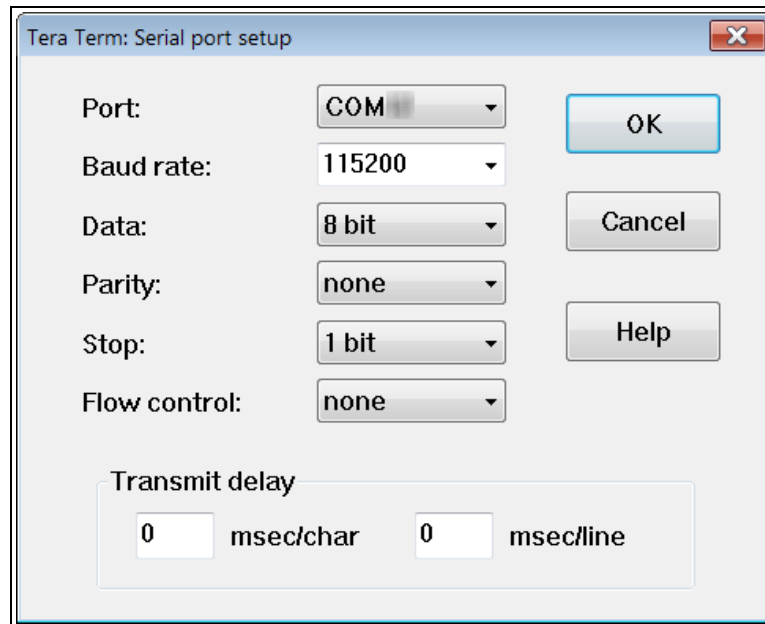 Tera Term: Serial port setup
Port: COM
OK
Baud rate: 115200
Data: 8 bit
Cancel
Parity: none
Stop: 1 bit
Help
Flow control: none
Transmit delay
0 msec/char 0 msec/line